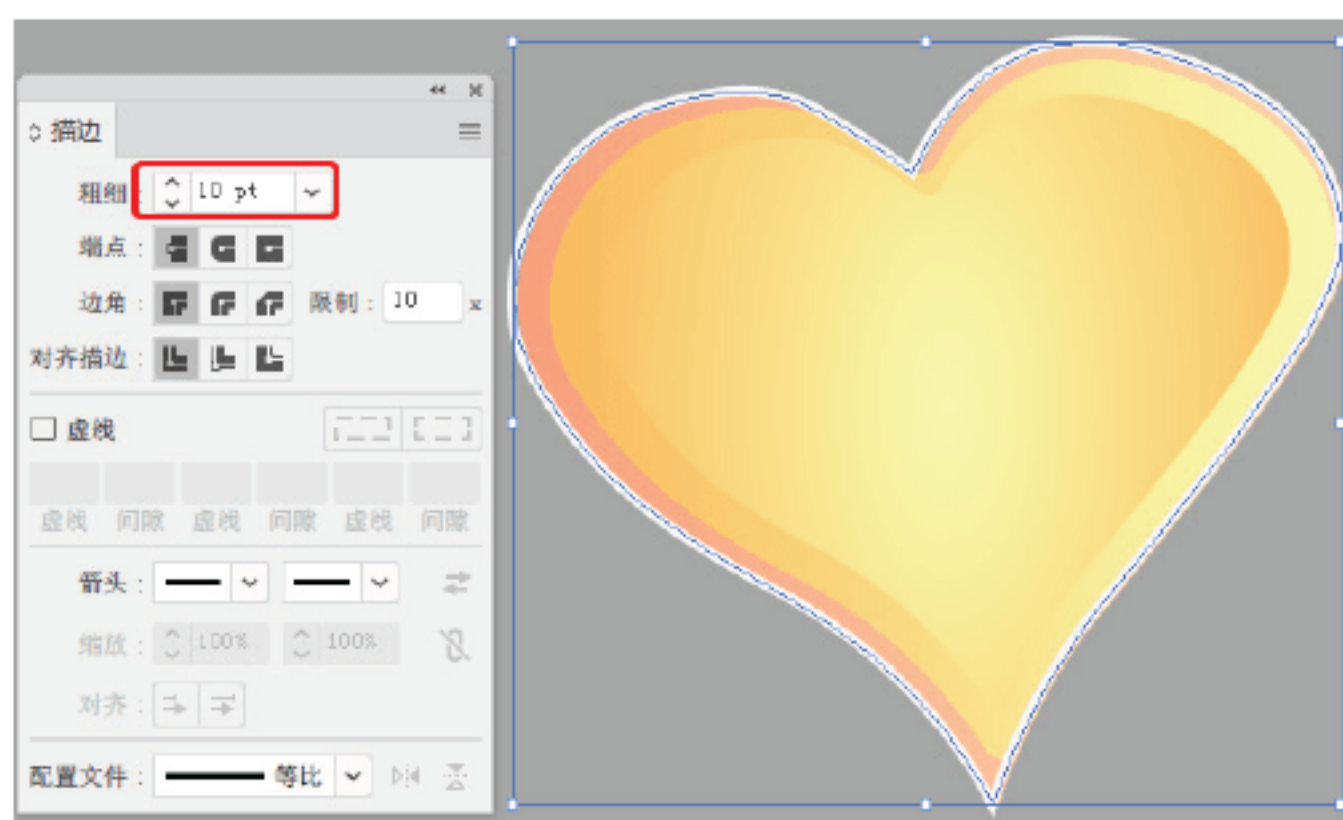 描边
粗细： 10 pt
端点：
边角： 限制： 10 x
对齐描边：
虚线
虚线 间隙 虚线 间隙 虚线 间隙
箭头：
缩放： 100% 100%
对齐：
配置文件： 等比